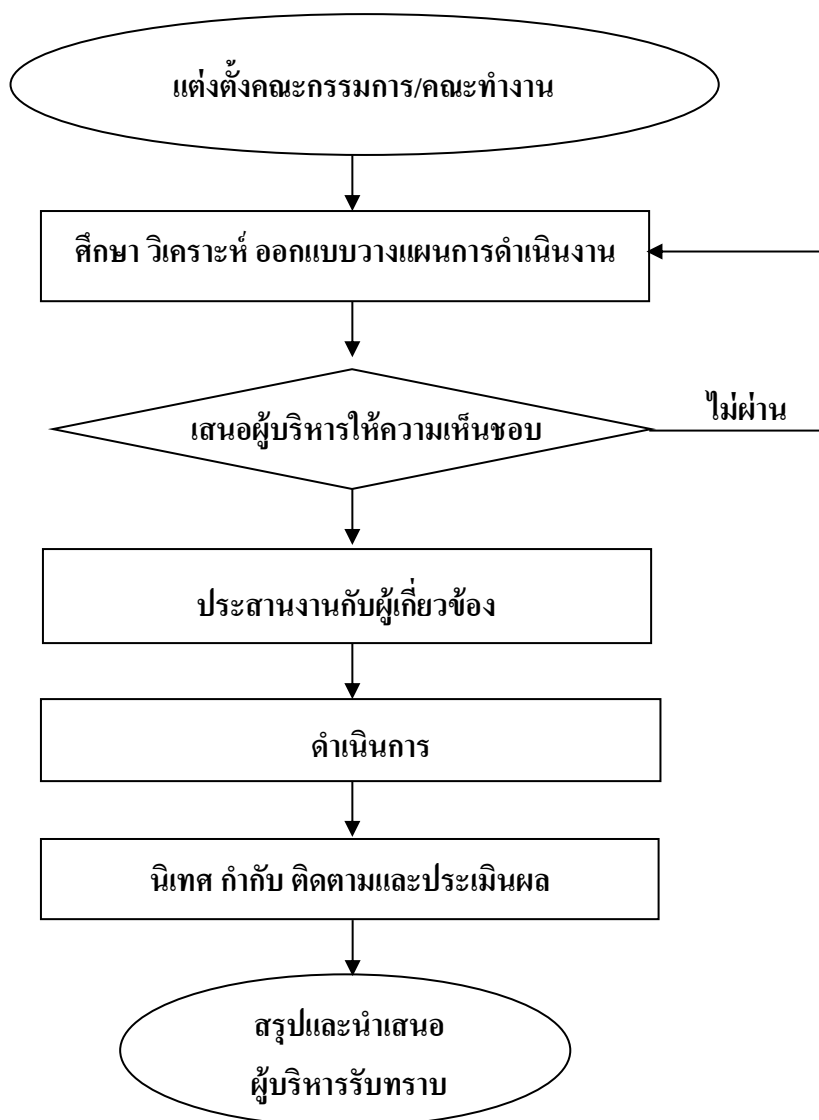 แต่งตั้งคณะกรรมการ/คณะทำงาน
ศึกษา วิเคราะห์ ออกแบบวางแผนการดำเนินงาน
เสนอผู้บริหารให้ความเห็นชอบ
ไม่ผ่าน
ประสานงานกับผู้เกี่ยวข้อง
ดำเนินการ
นิเทศ กำกับ ติดตามและประเมินผล
สรุปและนำเสนอ
ผู้บริหารรับทราบ